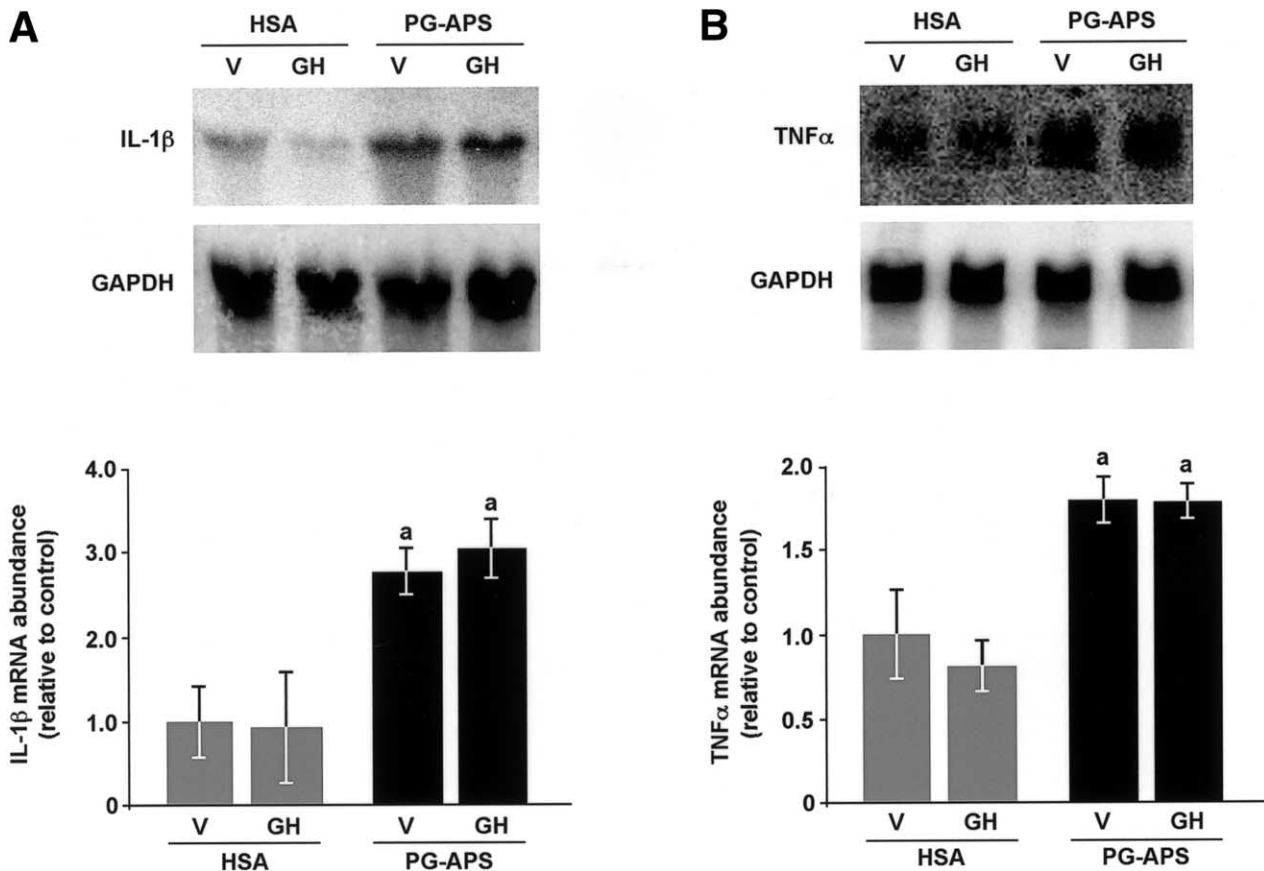 A
HSA PG-APS
V GH V GH
IL-1β
GAPDH
4.0
3.0
2.0
1.0
0
IL-1β mRNA abundance
(relative to control)
a a
V GH V GH
HSA PG-APS
B
HSA PG-APS
V GH V GH
TNFα
GAPDH
2.0
1.5
1.0
0.5
0
TNFα mRNA abundance
(relative to control)
a a
V GH V GH
HSA PG-APS